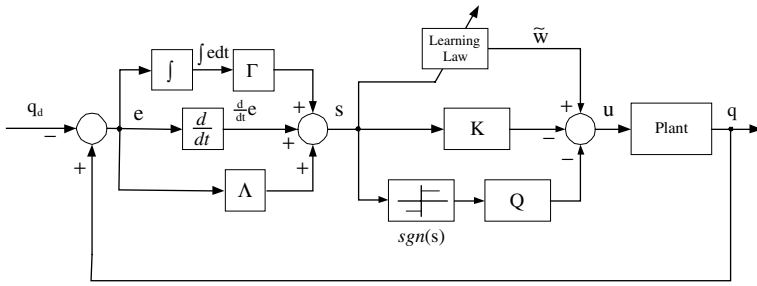 Learning
Law
w̃
∫ edt
∫
Γ
q_d
e
d/dt
d/dt e
s
K
u
Plant
q
+
+
+
−
+
+
−
−
Λ
Q
sgn(s)